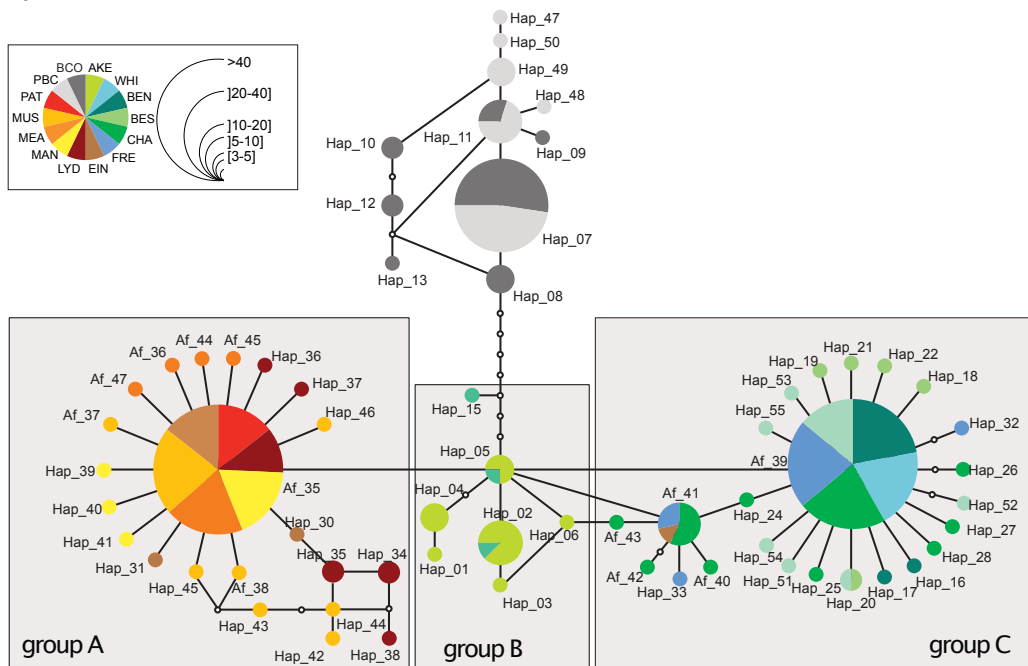 Hap_47
Hap_50
Hap_49
Hap_48
Hap_11
Hap_09
Hap_10
Hap_12
Hap_07
Hap_13
Hap_08
BCO AKE
PBC WHI
PAT BEN
MUS BES
MEA CHA
MAN FRE
LYD EIN
>40
]20-40]
]10-20]
]5-10]
[3-5]
Af_44 Af_45
Af_36 Hap_36
Af_47 Hap_37
Af_37 Hap_46
Hap_39
Af_35
Hap_40
Hap_30
Hap_41
Hap_31
Hap_35 Hap_34
Hap_45 Af_38
Hap_43 Hap_44
Hap_42 Hap_38
group A
Hap_15
Hap_05
Hap_04
Hap_02
Hap_06
Hap_01
Hap_03
group B
Hap_21
Hap_19 Hap_22
Hap_53 Hap_18
Hap_55 Hap_32
Af_39
Hap_26
Af_41
Hap_24 Hap_52
Af_43 Hap_27
Hap_54 Hap_28
Af_42 Af_40 Hap_51 Hap_16
Hap_33 Hap_25 Hap_17
Hap_20
group C